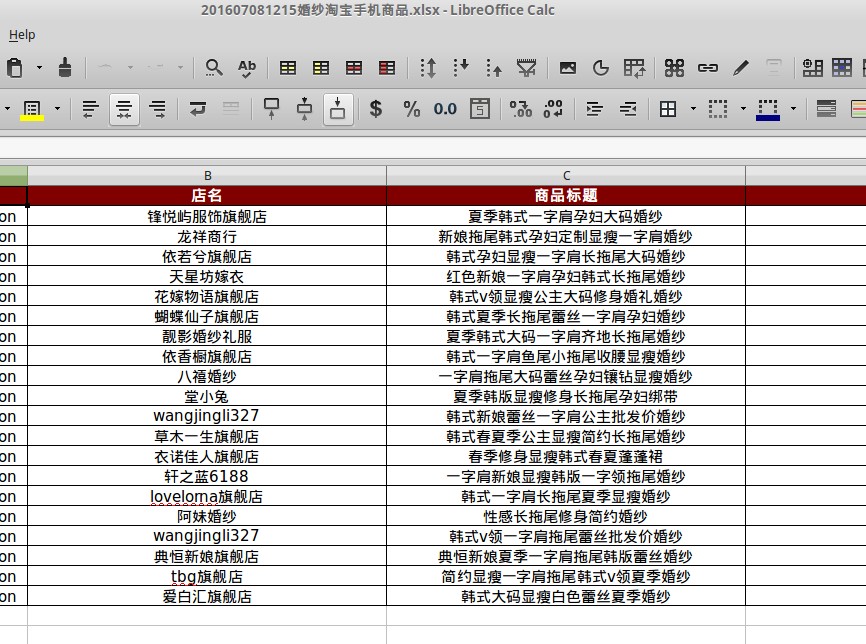 201607081215婚纱淘宝手机商品.xlsx - LibreOffice Calc
Help
Ab
$ % 0.0 .00 .00
B C
店名 商品标题
on 锋悦屿服饰旗舰店 夏季韩式一字肩孕妇大码婚纱
on 龙祥商行 新娘拖尾韩式孕妇定制显瘦一字肩婚纱
on 依若兮旗舰店 韩式孕妇显瘦一字肩长拖尾大码婚纱
on 天星坊嫁衣 红色新娘一字肩孕妇韩式长拖尾婚纱
on 花嫁物语旗舰店 韩式v领显瘦公主大码修身婚礼婚纱
on 蝴蝶仙子旗舰店 韩式夏季长拖尾蕾丝一字肩孕妇婚纱
on 靓影婚纱礼服 夏季韩式大码一字肩齐地长拖尾婚纱
on 依香橱旗舰店 韩式一字肩鱼尾小拖尾收腰显瘦婚纱
on 八禧婚纱 一字肩拖尾大码蕾丝孕妇镶钻显瘦婚纱
on 堂小兔 夏季韩版显瘦修身长拖尾孕妇绑带
on wangjingli327 韩式新娘蕾丝一字肩公主批发价婚纱
on 草木一生旗舰店 韩式春夏季公主显瘦简约长拖尾婚纱
on 衣诺佳人旗舰店 春季修身显瘦韩式春夏蓬蓬裙
on 轩之蓝6188 一字肩新娘显瘦韩版一字领拖尾婚纱
on loveloma旗舰店 韩式一字肩长拖尾夏季显瘦婚纱
on 阿妹婚纱 性感长拖尾修身简约婚纱
on wangjingli327 韩式v领一字肩拖尾蕾丝批发价婚纱
on 典恒新娘旗舰店 典恒新娘夏季一字肩拖尾韩版蕾丝婚纱
on tbg旗舰店 简约显瘦一字肩拖尾韩式v领夏季婚纱
on 爱白汇旗舰店 韩式大码显瘦白色蕾丝夏季婚纱